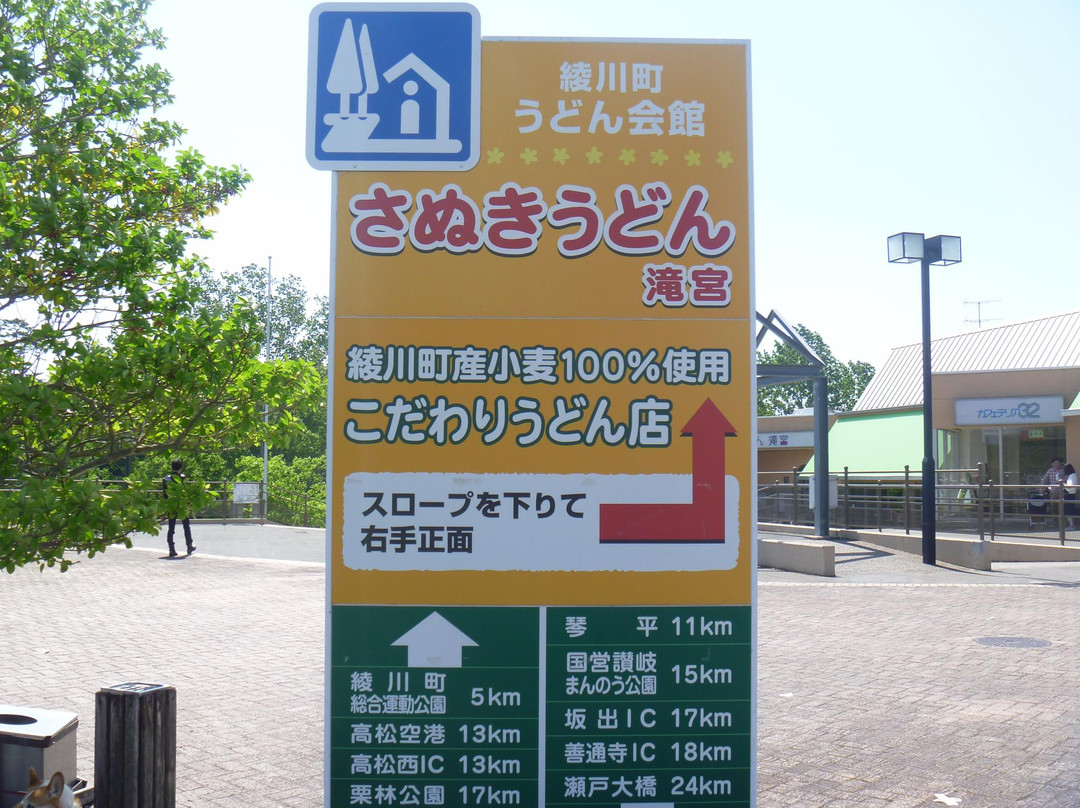 綾川町
うどん会館
さぬきうどん
滝宮
綾川町産小麦100%使用
こだわりうどん店
スロープを下りて
右手正面
綾川町
総合運動公園 5km
高松空港 13km
高松西IC 13km
栗林公園 17km
琴平 11km
国営讃岐
まんのう公園 15km
坂出IC 17km
善通寺IC 18km
瀬戸大橋 24km
滝宮
カフェテリア32